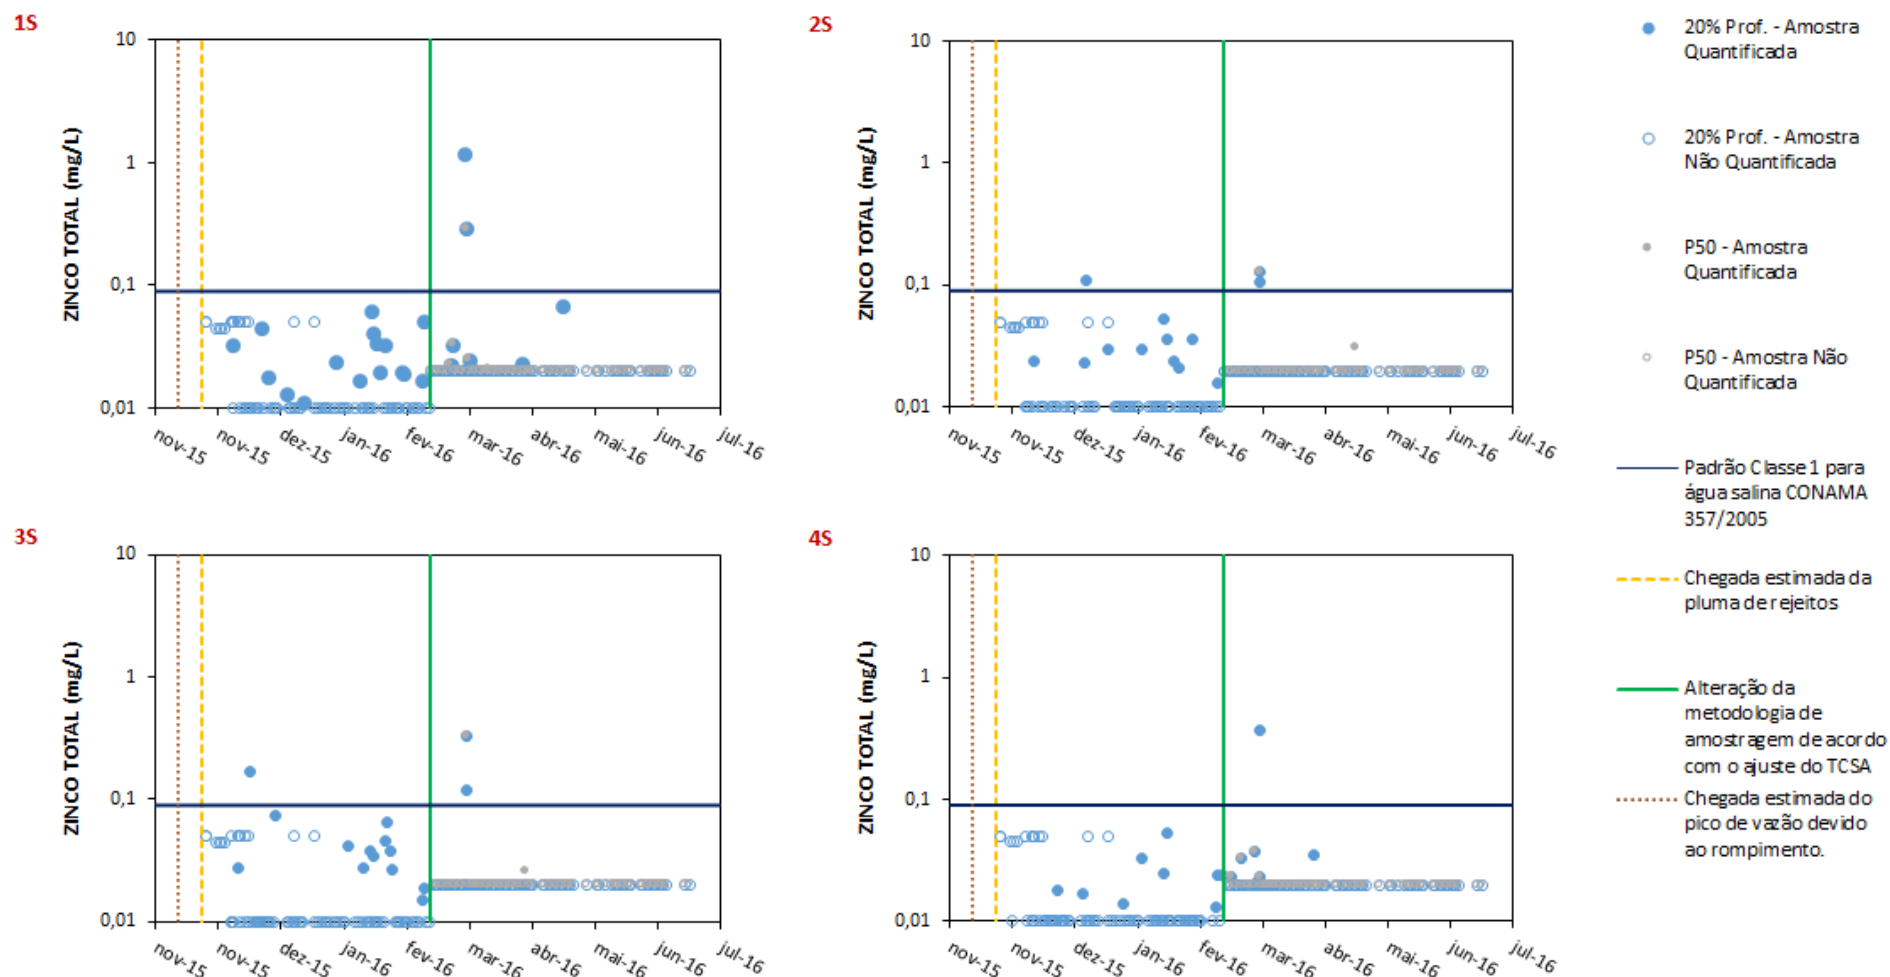 1S
ZINCO TOTAL (mg/L)
10
1
0,1
0,01
nov-15
nov-15
dez-15
jan-16
fev-16
mar-16
abr-16
mai-16
jun-16
jul-16
2S
ZINCO TOTAL (mg/L)
10
1
0,1
0,01
nov-15
nov-15
dez-15
jan-16
fev-16
mar-16
abr-16
mai-16
jun-16
jul-16
3S
ZINCO TOTAL (mg/L)
10
1
0,1
0,01
nov-15
nov-15
dez-15
jan-16
fev-16
mar-16
abr-16
mai-16
jun-16
jul-16
4S
ZINCO TOTAL (mg/L)
10
1
0,1
0,01
nov-15
nov-15
dez-15
jan-16
fev-16
mar-16
abr-16
mai-16
jun-16
jul-16
20% Prof. - Amostra
Quantificada
20% Prof. - Amostra
Não Quantificada
P50 - Amostra
Quantificada
P50 - Amostra Não
Quantificada
Padrão Classe 1 para
água salina CONAMA
357/2005
Chegada estimada da
pluma de rejeitos
Alteração da
metodologia de
amostragem de acordo
com o ajuste do TCSA
Chegada estimada do
pico de vazão devido
ao rompimento.